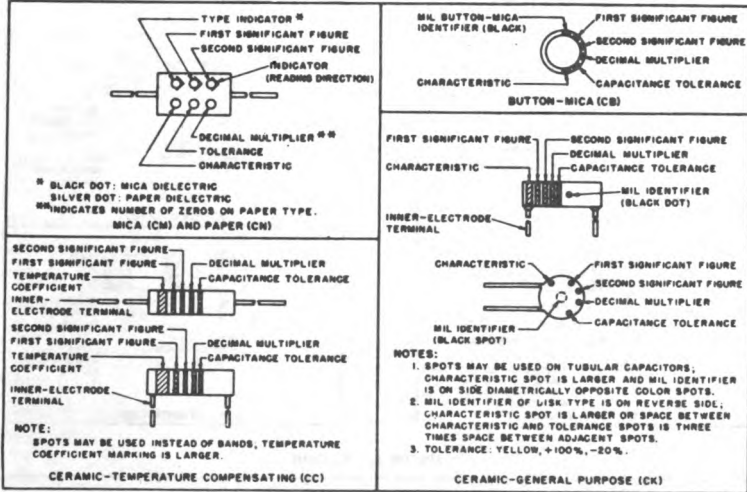 TYPE INDICATOR *
FIRST SIGNIFICANT FIGURE
SECOND SIGNIFICANT FIGURE
INDICATOR
(READING DIRECTION)
DECIMAL MULTIPLIER **
TOLERANCE
CHARACTERISTIC
* BLACK DOT: MICA DIELECTRIC
SILVER DOT: PAPER DIELECTRIC
** INDICATES NUMBER OF ZEROS ON PAPER TYPE.
MICA (CM) AND PAPER (CN)
MIL BUTTON-MICA
IDENTIFIER (BLACK)
FIRST SIGNIFICANT FIGURE
SECOND SIGNIFICANT FIGURE
DECIMAL MULTIPLIER
CAPACITANCE TOLERANCE
CHARACTERISTIC
BUTTON-MICA (CB)
SECOND SIGNIFICANT FIGURE
FIRST SIGNIFICANT FIGURE
DECIMAL MULTIPLIER
TEMPERATURE
COEFFICIENT
CAPACITANCE TOLERANCE
INNER-
ELECTRODE TERMINAL
SECOND SIGNIFICANT FIGURE
FIRST SIGNIFICANT FIGURE
DECIMAL MULTIPLIER
TEMPERATURE
COEFFICIENT
CAPACITANCE TOLERANCE
INNER-ELECTRODE
TERMINAL
NOTE:
SPOTS MAY BE USED INSTEAD OF BANDS; TEMPERATURE
COEFFICIENT MARKING IS LARGER.
CERAMIC-TEMPERATURE COMPENSATING (CC)
FIRST SIGNIFICANT FIGURE
SECOND SIGNIFICANT FIGURE
DECIMAL MULTIPLIER
CHARACTERISTIC
CAPACITANCE TOLERANCE
MIL IDENTIFIER
(BLACK DOT)
INNER-ELECTRODE
TERMINAL
CHARACTERISTIC
FIRST SIGNIFICANT FIGURE
SECOND SIGNIFICANT FIGURE
DECIMAL MULTIPLIER
CAPACITANCE TOLERANCE
MIL IDENTIFIER
(BLACK SPOT)
NOTES:
1. SPOTS MAY BE USED ON TUBULAR CAPACITORS;
CHARACTERISTIC SPOT IS LARGER AND MIL IDENTIFIER
IS ON SIDE DIAMETRICALLY OPPOSITE COLOR SPOTS.
2. MIL IDENTIFIER OF DISK TYPE IS ON REVERSE SIDE;
CHARACTERISTIC SPOT IS LARGER OR SPACE BETWEEN
CHARACTERISTIC AND TOLERANCE SPOTS IS THREE
TIMES SPACE BETWEEN ADJACENT SPOTS.
3. TOLERANCE: YELLOW, +100%, -20%.
CERAMIC-GENERAL PURPOSE (CK)